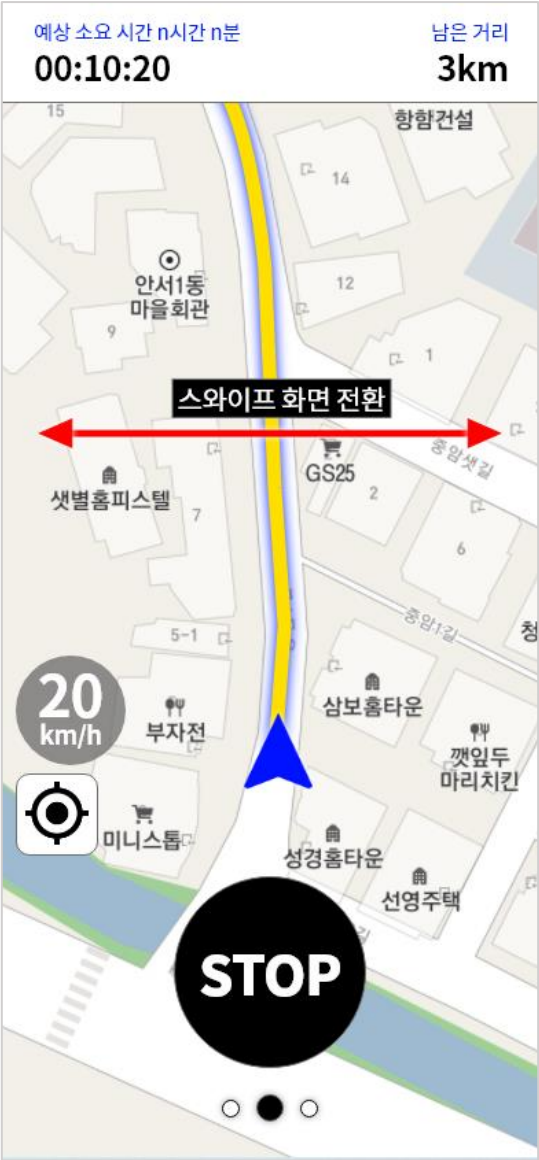 예상 소요 시간 n시간 n분
남은 거리
00:10:20
3km
15
항함건설
14
안서1동
마을회관
12
9
1
스와이프 화면 전환
중암샛길
GS25
샛별홈피스텔
2
7
6
중암1길
5-1
청
20
km/h
삼보홈타운
부자전
깻잎두
마리치킨
미니스톱
성경홈타운
선영주택
길
STOP